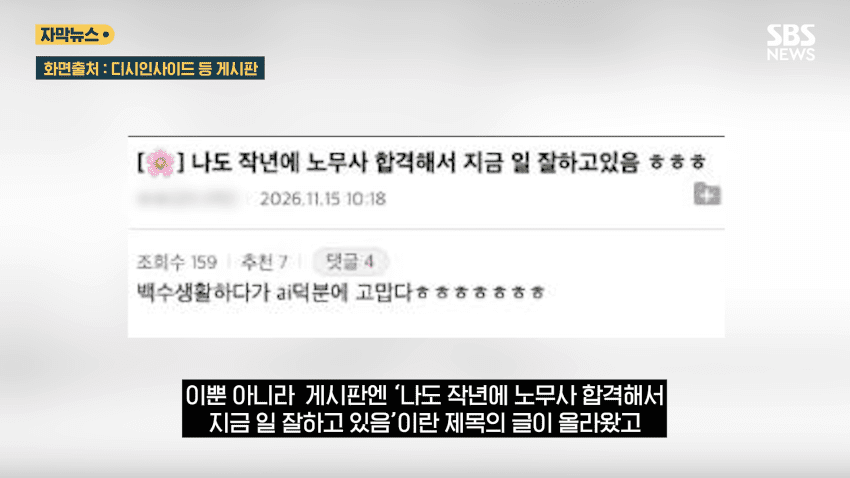 자막뉴스
SBS
NEWS
화면출처 : 디시인사이드 등 게시판
[🌸] 나도 작년에 노무사 합격해서 지금 일 잘하고있음 ㅎㅎㅎ
2026.11.15 10:18
조회수 159 추천 7 댓글 4
백수생활하다가 ai덕분에 고맙다ㅎㅎㅎㅎㅎㅎㅎ
이뿐 아니라 게시판엔 ‘나도 작년에 노무사 합격해서
지금 일 잘하고 있음’이란 제목의 글이 올라왔고